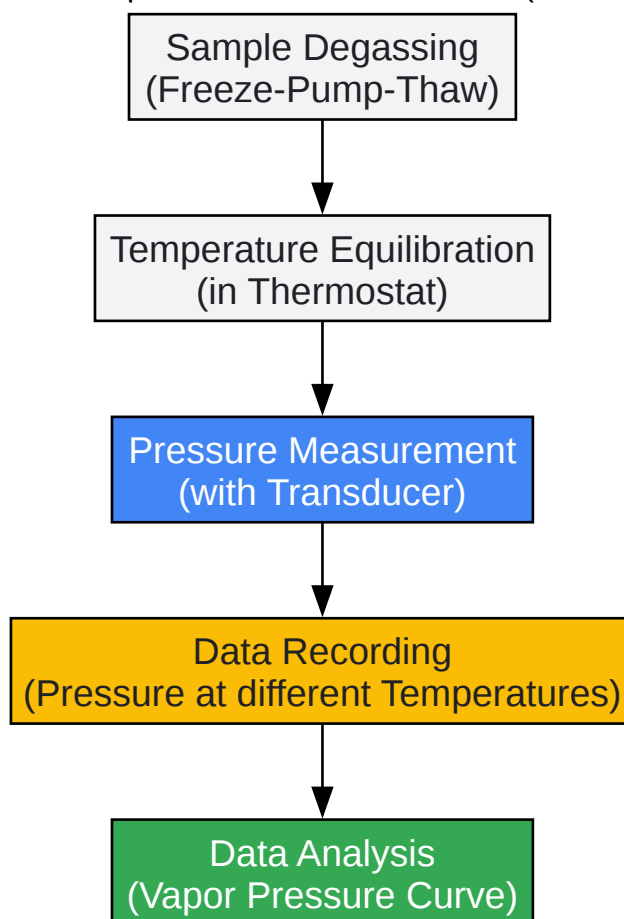 Sample Degassing
(Freeze-Pump-Thaw)
Temperature Equilibration
(in Thermostat)
Pressure Measurement
(with Transducer)
Data Recording
(Pressure at different Temperatures)
Data Analysis
(Vapor Pressure Curve)